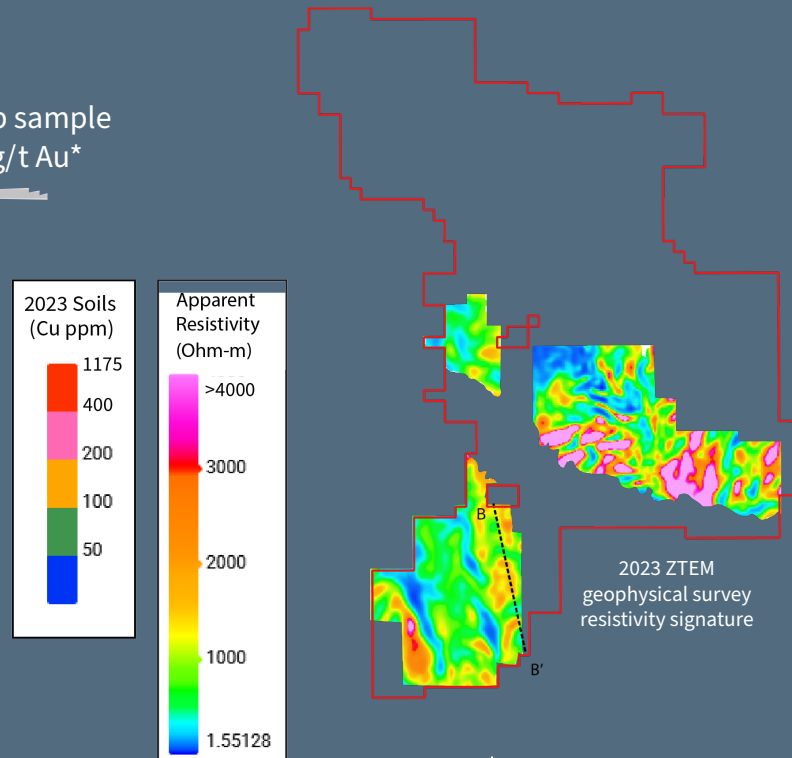 sample
g/t Au*
2023 Soils
(Cu ppm)
1175
400
200
100
50
Apparent
Resistivity
(Ohm-m)
>4000
3000
2000
1000
1.55128
B
B'
2023 ZTEM
geophysical survey
resistivity signature